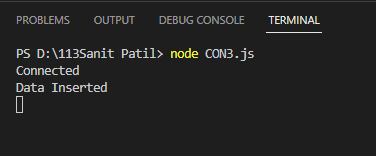 PROBLEMS OUTPUT DEBUG CONSOLE TERMINAL
PS D:\113Sanit Patil> node CON3.js
Connected
Data Inserted